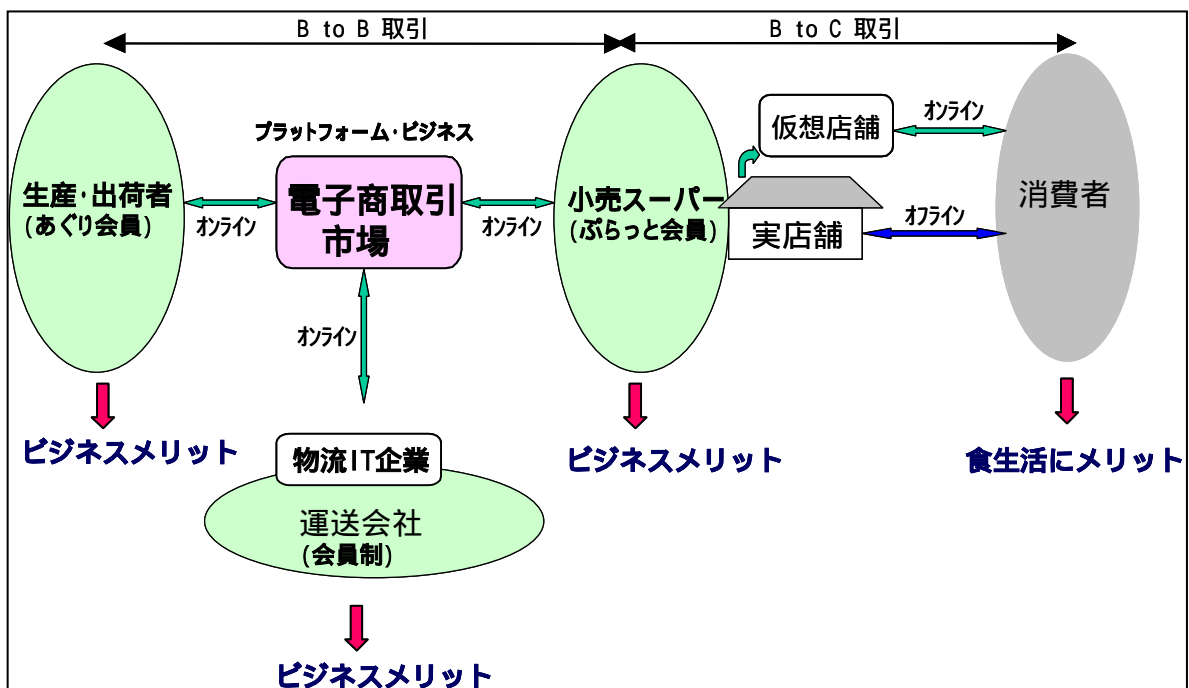 B to B 取引
B to C 取引
プラットフォーム・ビジネス
生産・出荷者
(あぐり会員)
オンライン
電子商取引
市場
オンライン
小売スーパー
(ぷらっと会員)
仮想店舗
オンライン
実店舗
オフライン
消費者
オンライン
ビジネスメリット
物流IT企業
運送会社
(会員制)
ビジネスメリット
ビジネスメリット
食生活にメリット